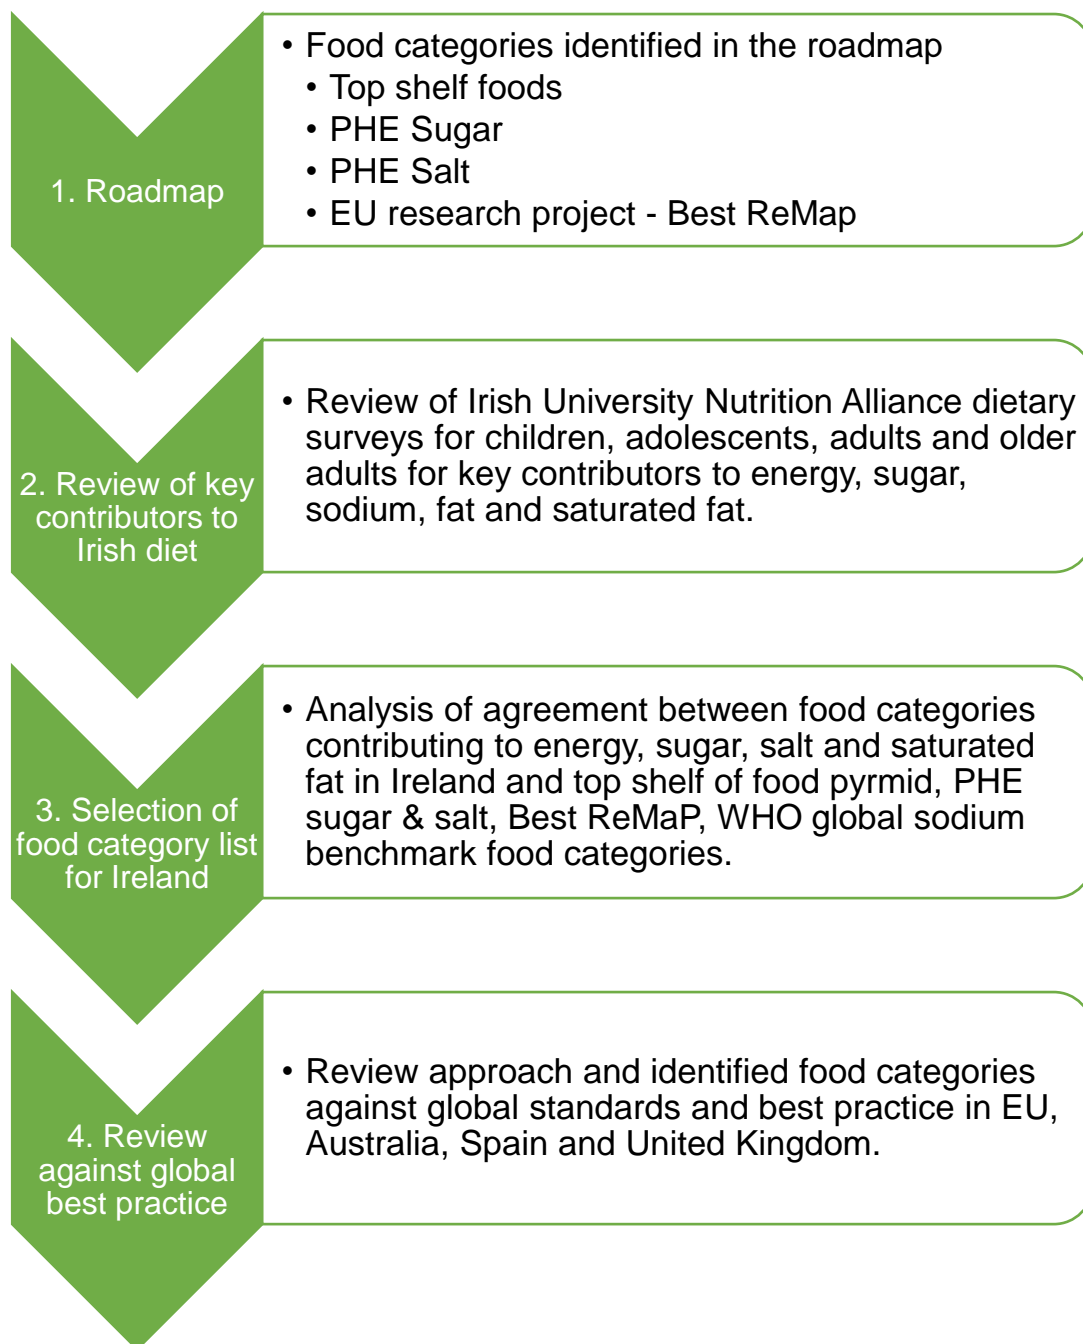 1. Roadmap
• Food categories identified in the roadmap
• Top shelf foods
• PHE Sugar
• PHE Salt
• EU research project - Best ReMap
2. Review of key
contributors to
Irish diet
• Review of Irish University Nutrition Alliance dietary
surveys for children, adolescents, adults and older
adults for key contributors to energy, sugar,
sodium, fat and saturated fat.
3. Selection of
food category list
for Ireland
• Analysis of agreement between food categories
contributing to energy, sugar, salt and saturated
fat in Ireland and top shelf of food pyrmid, PHE
sugar & salt, Best ReMaP, WHO global sodium
benchmark food categories.
4. Review
against global
best practice
• Review approach and identified food categories
against global standards and best practice in EU,
Australia, Spain and United Kingdom.